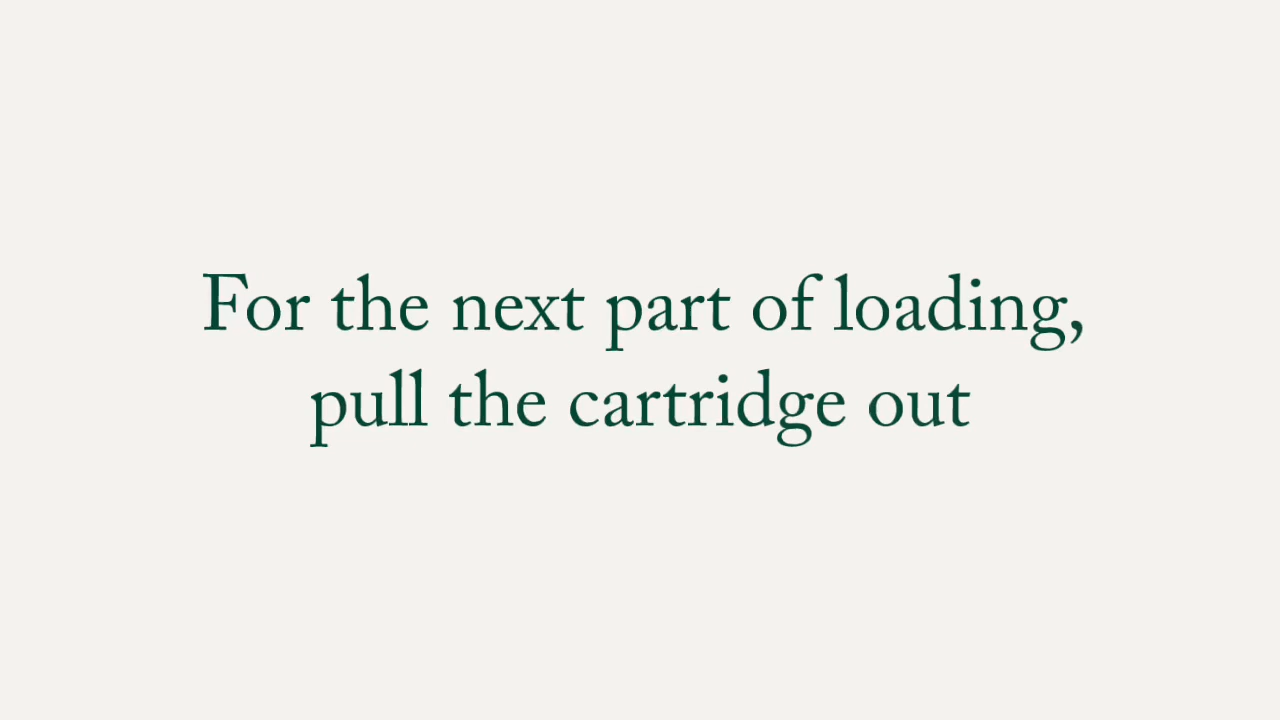 For the next part of loading,
pull the cartridge out